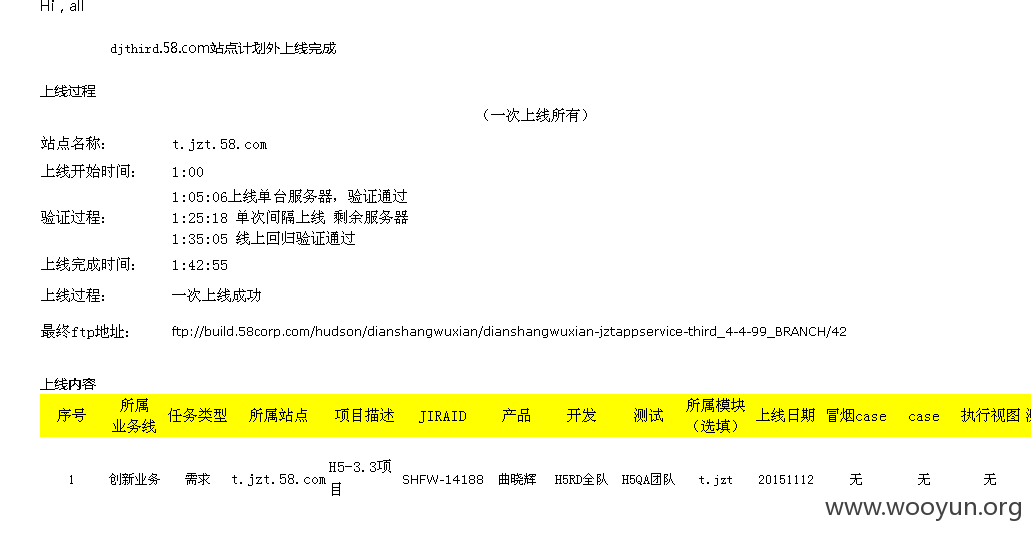 Hi，all
djthird.58.com站点计划外上线完成
上线过程
（一次上线所有）
站点名称： t.jzt.58.com
上线开始时间： 1:00
1:05:06上线单台服务器，验证通过
验证过程： 1:25:18 单次间隔上线 剩余服务器
1:35:05 线上回归验证通过
上线完成时间： 1:42:55
上线过程： 一次上线成功
最终ftp地址： ftp://build.58corp.com/hudson/dianshangwuxian/dianshangwuxian-jztappservice-third_4-4-99_BRANCH/42
上线内容
序号 所属业务线 任务类型 所属站点 项目描述 JIRAID 产品 开发 测试 所属模块（选填） 上线日期 冒烟case case 执行视图
1 创新业务 需求 t.jzt.58.com H5-3.3项目 SHFW-14188 曲晓辉 H5RD全队 H5QA团队 t.jzt 20151112 无 无 无
www.wooyun.org